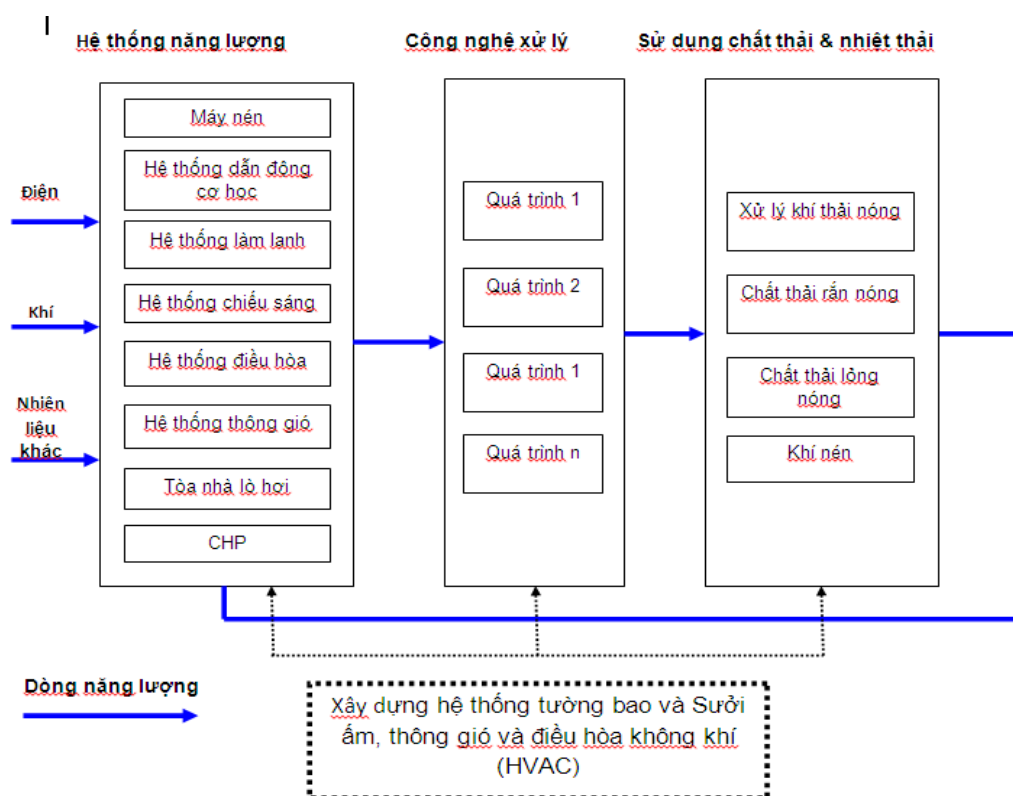 Hệ thống năng lượng
Công nghệ xử lý
Sử dụng chất thải & nhiệt thải
Điện
Khí
Nhiên
liệu
khác
Máy nén
Hệ thống dẫn động
cơ học
Hệ thống làm lạnh
Hệ thống chiếu sáng
Hệ thống điều hòa
Hệ thống thông gió
Tòa nhà lò hơi
CHP
Quá trình 1
Quá trình 2
Quá trình 1
Quá trình n
Xử lý khí thải nóng
Chất thải rắn nóng
Chất thải lỏng
nóng
Khí nén
Dòng năng lượng
Xây dựng hệ thống tường bao và Sưởi
ấm, thông gió và điều hòa không khí
(HVAC)